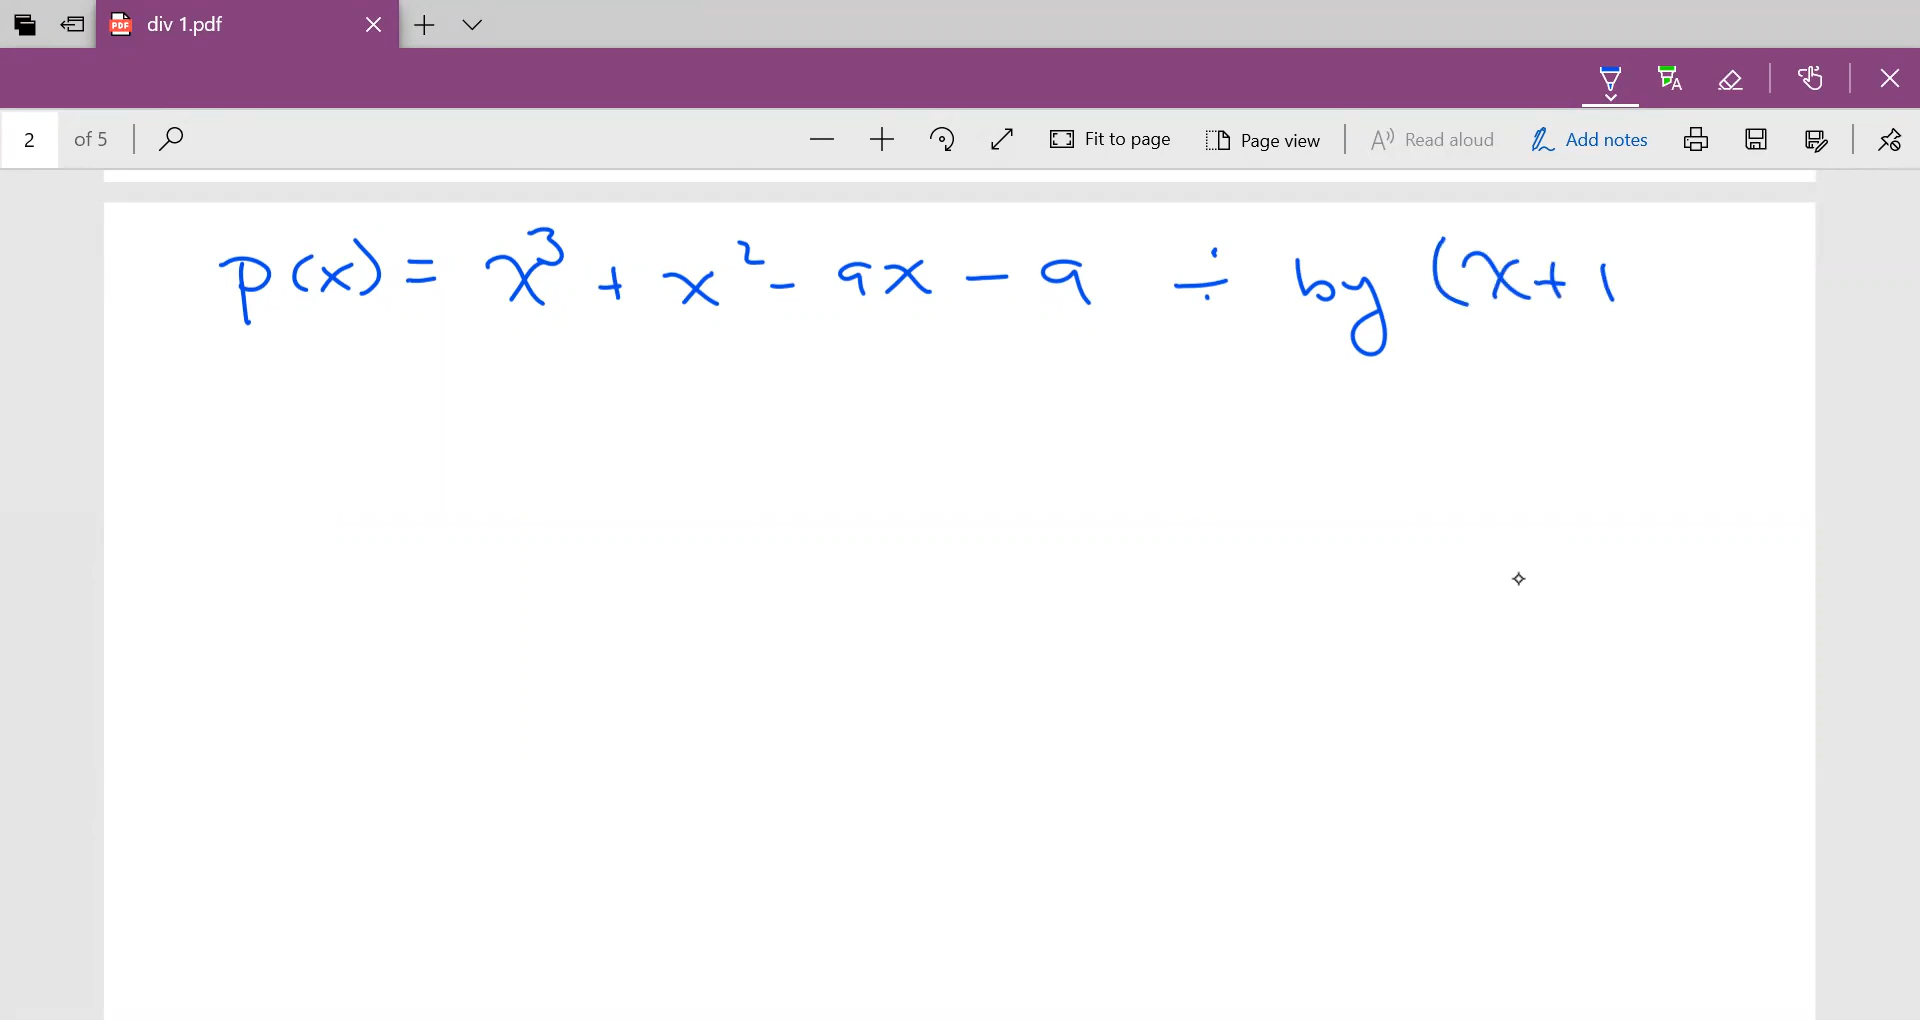 div 1.pdf
2 of 5 Fit to page Page view Read aloud Add notes
p(x) = x³ + x² - 9x - 9 ÷ by (x + 1